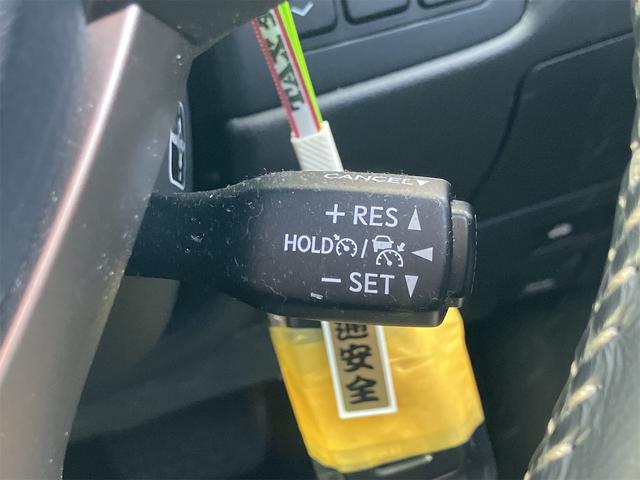 CANCEL
+ RES
HOLD /
− SET
安全